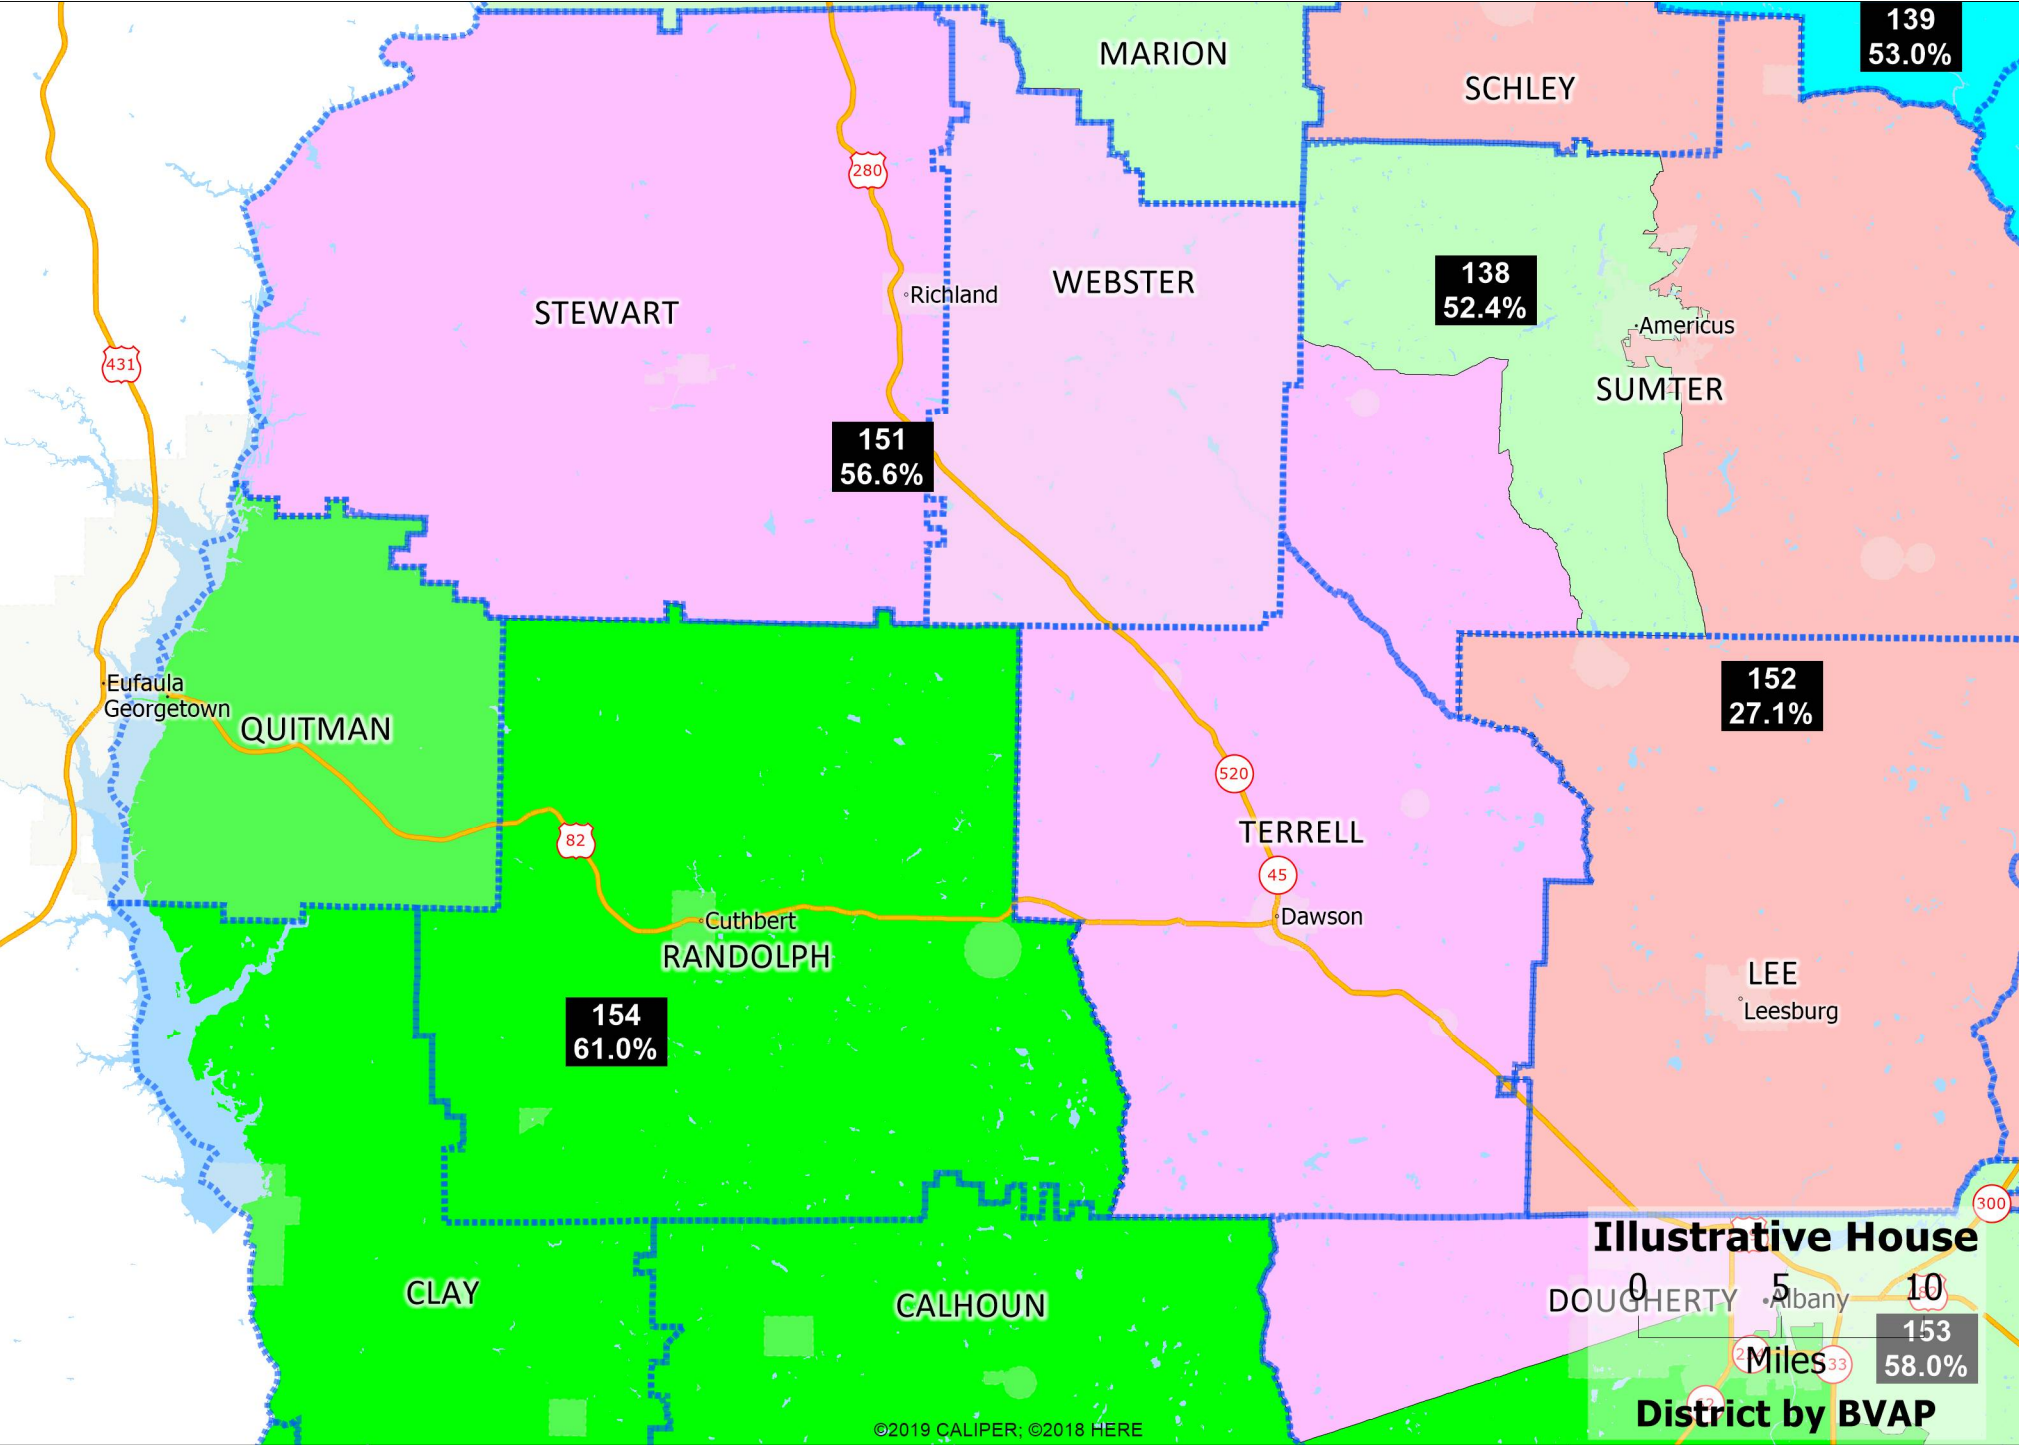 139
53.0%
MARION
SCHLEY
280
138
52.4%
WEBSTER
Richland
STEWART
Americus
431
SUMTER
151
56.6%
Eufaula
Georgetown
QUITMAN
152
27.1%
520
TERRELL
82
45
Dawson
Cuthbert
RANDOLPH
LEE
Leesburg
154
61.0%
300
Illustrative House
CLAY
CALHOUN
0 5 10
DOUGHERTY
Albany
82
153
58.0%
Miles
133
62
District by BVAP
©2019 CALIPER; ©2018 HERE